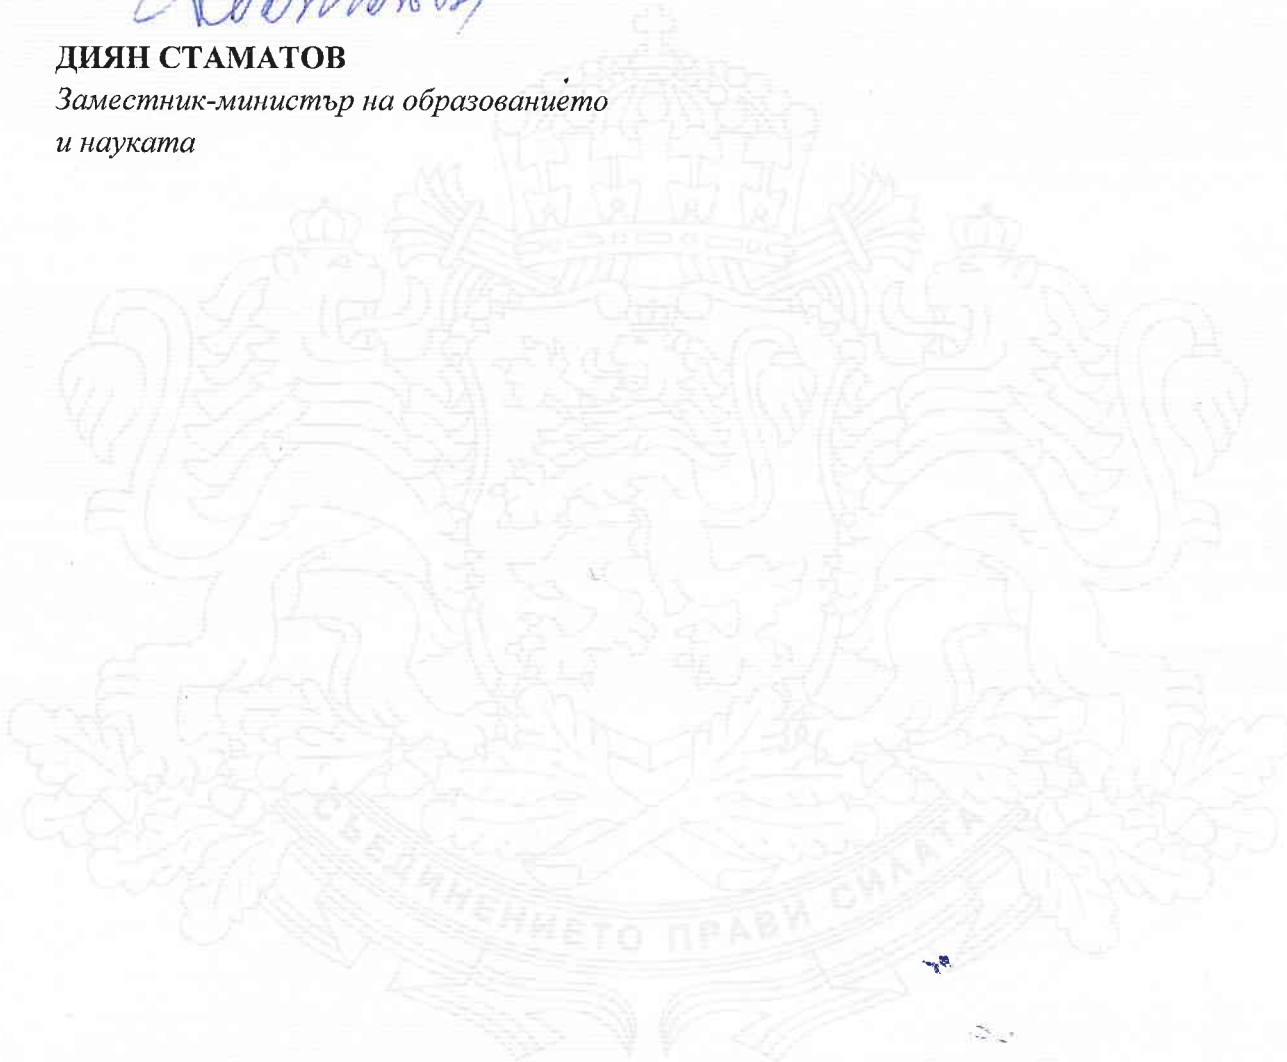 ДИЯН СТАМАТОВ
Заместник-министър на образованието
и науката
СЪЕДИНЕНИЕТО ПРАВИ СИЛАТА